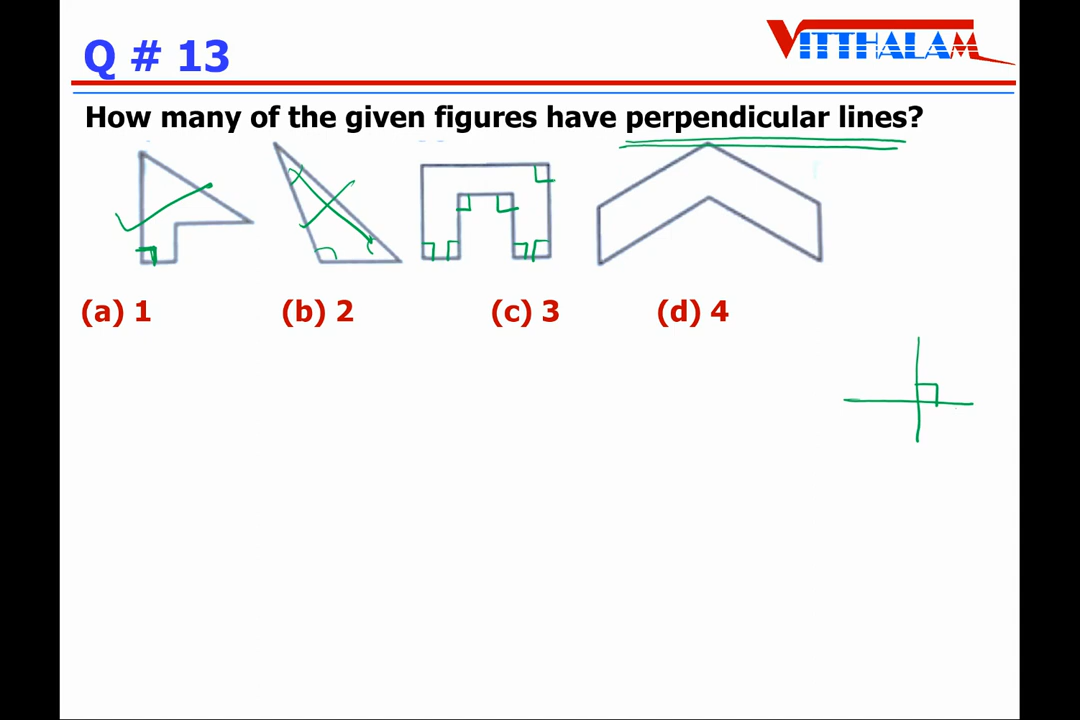 Q # 13
VITTHALAM
How many of the given figures have perpendicular lines?
(a) 1 (b) 2 (c) 3 (d) 4